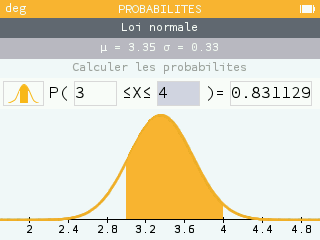 deg PROBABILITES
Loi normale
μ = 3.35 σ = 0.33
Calculer les probabilites
P( 3 ≤X≤ 4 )= 0.831129
2 2.4 2.8 3.2 3.6 4 4.4 4.8